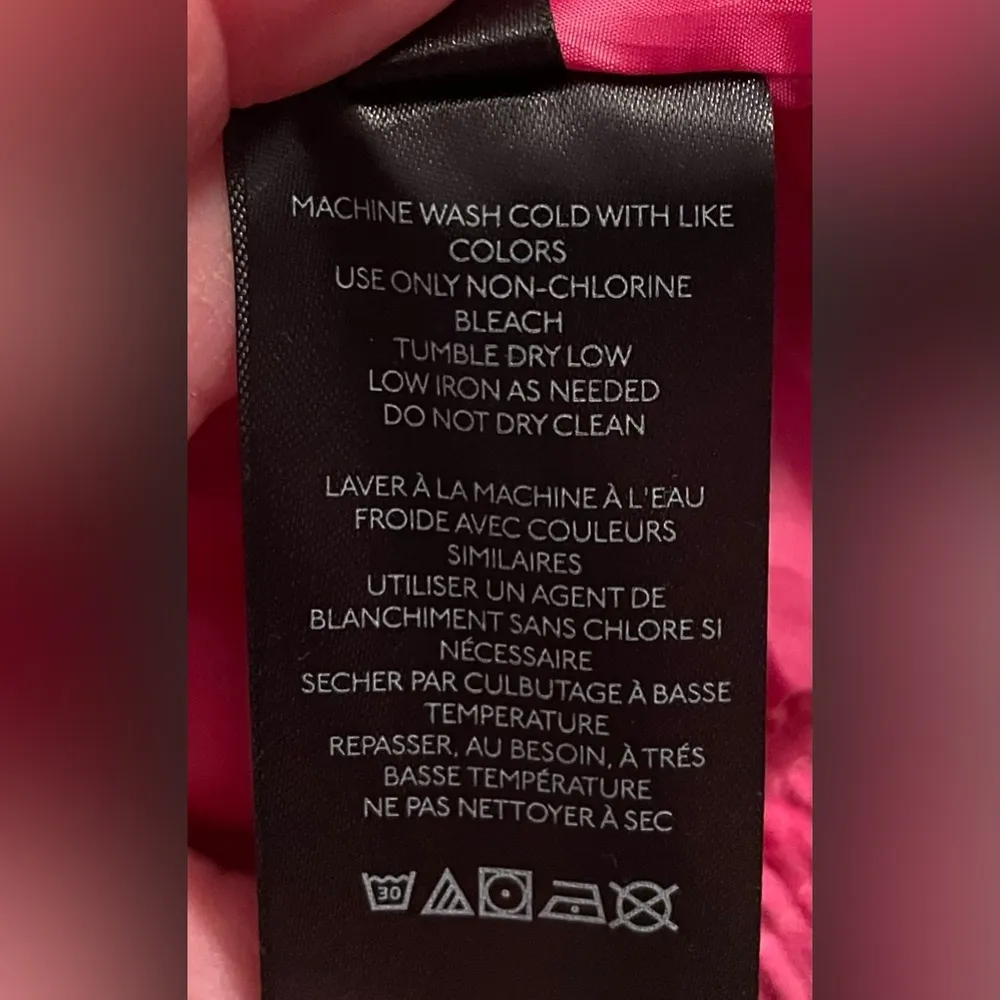 MACHINE WASH COLD WITH LIKE
COLORS
USE ONLY NON-CHLORINE
BLEACH
TUMBLE DRY LOW
LOW IRON AS NEEDED
DO NOT DRY CLEAN
LAVER À LA MACHINE À L'EAU
FROIDE AVEC COULEURS
SIMILAIRES
UTILISER UN AGENT DE
BLANCHIMENT SANS CHLORE SI
NÉCESSAIRE
SECHER PAR CULBUTAGE À BASSE
TEMPERATURE
REPASSER, AU BESOIN, À TRÉS
BASSE TEMPÉRATURE
NE PAS NETTOYER À SEC
30